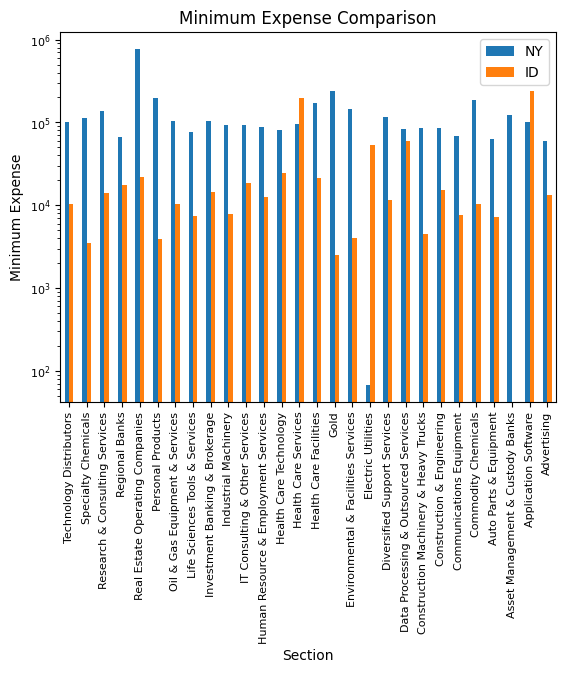 Minimum Expense Comparison
NY
ID
Minimum Expense
10^6
10^5
10^4
10^3
10^2
Technology Distributors
Specialty Chemicals
Research & Consulting Services
Regional Banks
Real Estate Operating Companies
Personal Products
Oil & Gas Equipment & Services
Life Sciences Tools & Services
Investment Banking & Brokerage
Industrial Machinery
IT Consulting & Other Services
Human Resource & Employment Services
Health Care Technology
Health Care Services
Health Care Facilities
Gold
Environmental & Facilities Services
Electric Utilities
Diversified Support Services
Data Processing & Outsourced Services
Construction Machinery & Heavy Trucks
Construction & Engineering
Communications Equipment
Commodity Chemicals
Auto Parts & Equipment
Asset Management & Custody Banks
Application Software
Advertising
Section